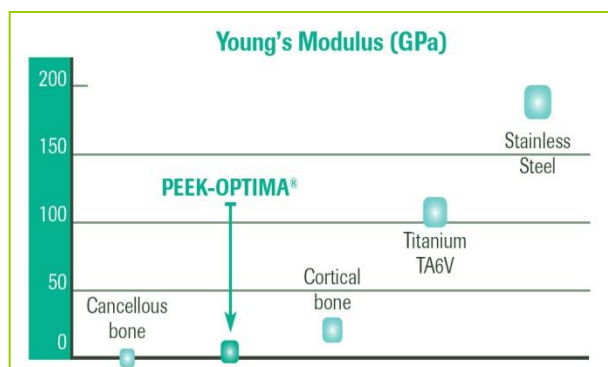 Young's Modulus (GPa)
200
150
100
50
0
Stainless
Steel
PEEK-OPTIMA®
Titanium
TA6V
Cortical
bone
Cancellous
bone